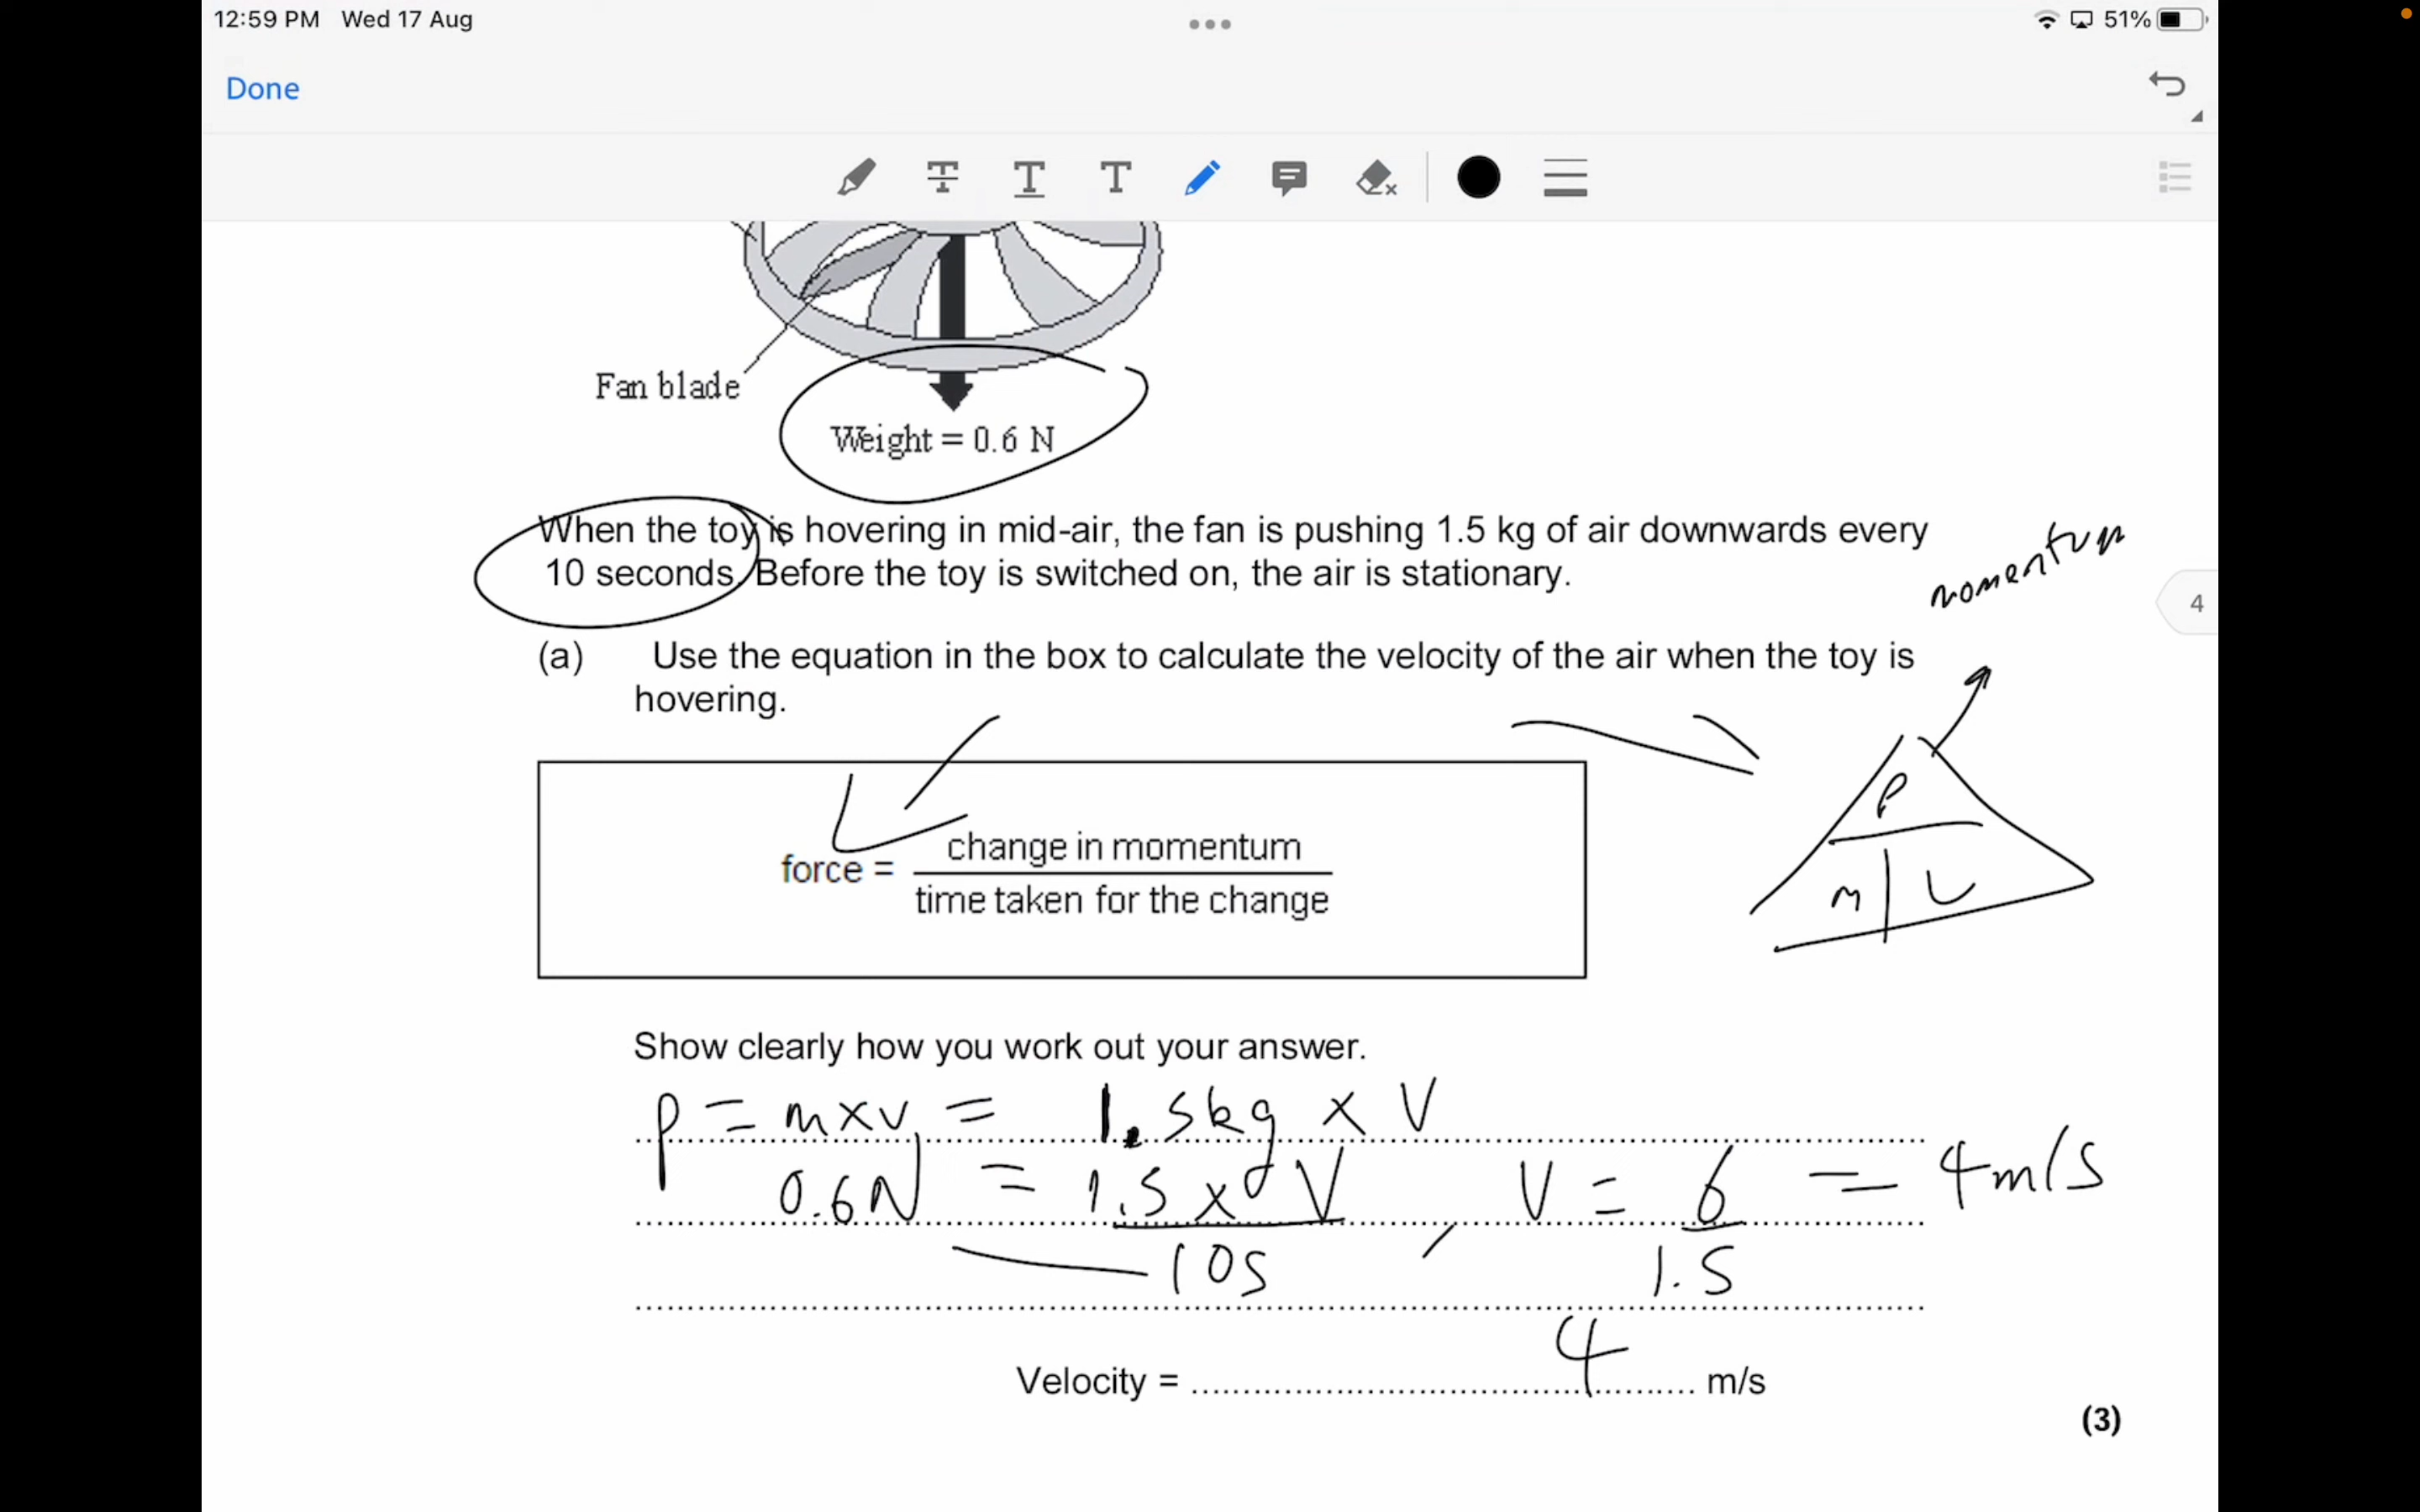 12:59 PM Wed 17 Aug
51%
Done
Fan blade
Weight = 0.6 N
When the toy is hovering in mid-air, the fan is pushing 1.5 kg of air downwards every
10 seconds. Before the toy is switched on, the air is stationary.
momentum
4
(a) Use the equation in the box to calculate the velocity of the air when the toy is
hovering.
P
m | V
force = change in momentum
time taken for the change
Show clearly how you work out your answer.
p = m×v = 1.5kg × V
0.6N = 1.5 × V , V = 6 = 4m/s
10s 1.5
4
Velocity = .......... m/s
(3)